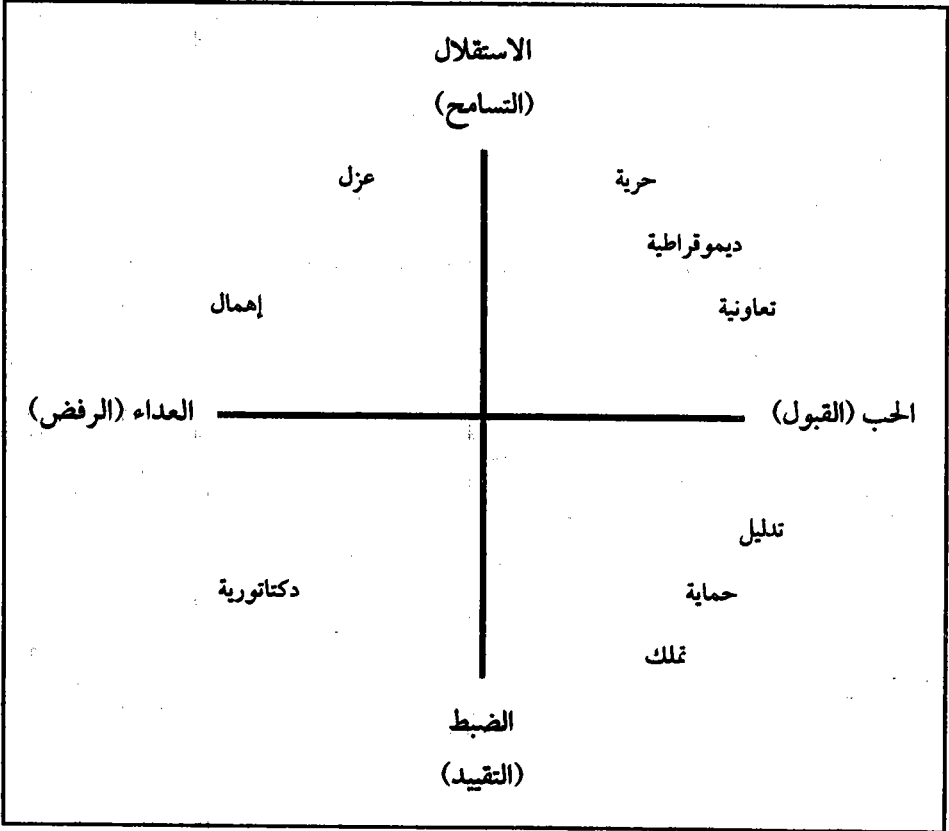 الاستقلال
(التسامح)
حرية
عزل
ديموقراطية
تعاونية
إهمال
الحب (القبول)
العداء (الرفض)
تدليل
حماية
دكتاتورية
تملك
الضبط
(التقييد)